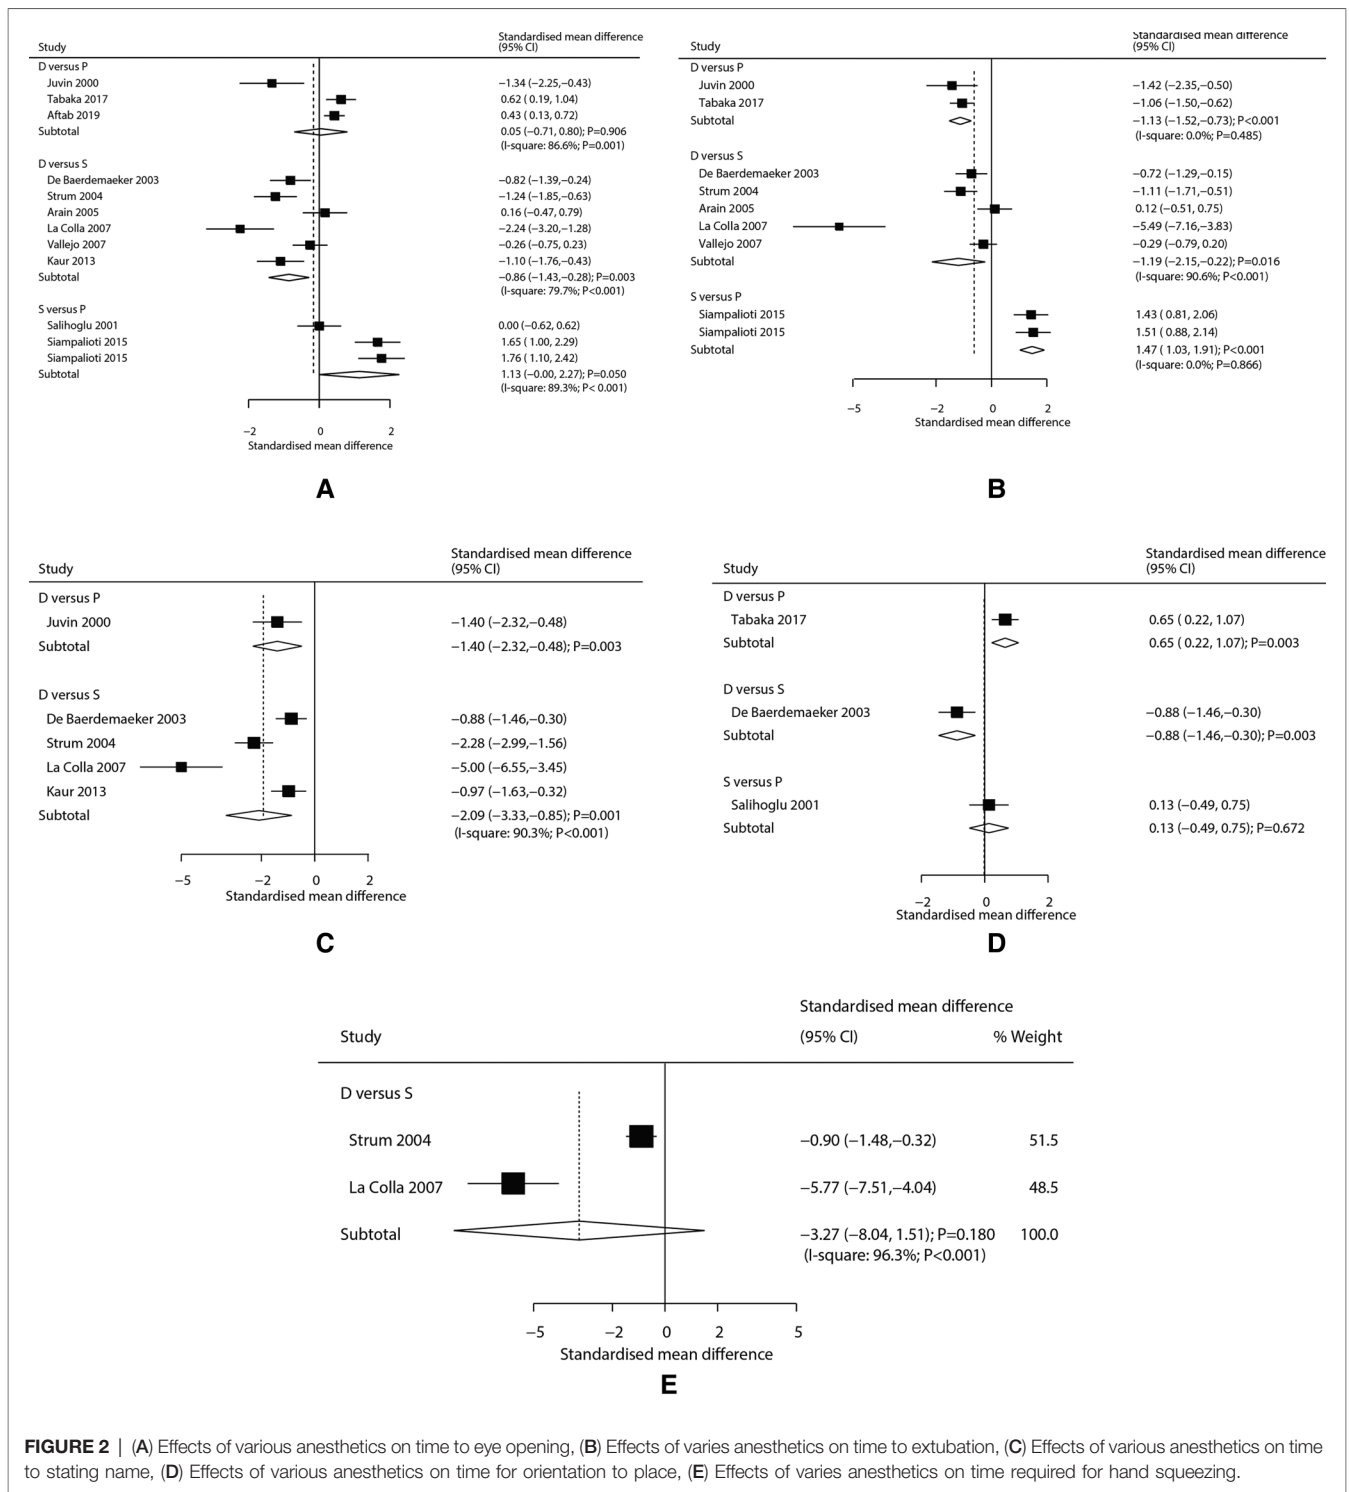 Standardised mean difference
Study (95% CI)
D versus P
Juvin 2000 −1.34 (−2.25,−0.43)
Tabaka 2017 0.62 ( 0.19, 1.04)
Aftab 2019 0.43 ( 0.13, 0.72)
Subtotal 0.05 (−0.71, 0.80); P=0.906
(I-square: 86.6%; P=0.001)
D versus S
De Baerdemaeker 2003 −0.82 (−1.39,−0.24)
Strum 2004 −1.24 (−1.85,−0.63)
Arain 2005 0.16 (−0.47, 0.79)
La Colla 2007 −2.24 (−3.20,−1.28)
Vallejo 2007 −0.26 (−0.75, 0.23)
Kaur 2013 −1.10 (−1.76,−0.43)
Subtotal −0.86 (−1.43,−0.28); P=0.003
(I-square: 79.7%; P<0.001)
S versus P
Salihoglu 2001 0.00 (−0.62, 0.62)
Siampalioti 2015 1.65 ( 1.00, 2.29)
Siampalioti 2015 1.76 ( 1.10, 2.42)
Subtotal 1.13 (−0.00, 2.27); P=0.050
(I-square: 89.3%; P< 0.001)
−2 0 2
Standardised mean difference
A
Standardised mean difference
Study (95% CI)
D versus P
Juvin 2000 −1.42 (−2.35,−0.50)
Tabaka 2017 −1.06 (−1.50,−0.62)
Subtotal −1.13 (−1.52,−0.73); P<0.001
(I-square: 0.0%; P=0.485)
D versus S
De Baerdemaeker 2003 −0.72 (−1.29,−0.15)
Strum 2004 −1.11 (−1.71,−0.51)
Arain 2005 0.12 (−0.51, 0.75)
La Colla 2007 −5.49 (−7.16,−3.83)
Vallejo 2007 −0.29 (−0.79, 0.20)
Subtotal −1.19 (−2.15,−0.22); P=0.016
(I-square: 90.6%; P<0.001)
S versus P
Siampalioti 2015 1.43 ( 0.81, 2.06)
Siampalioti 2015 1.51 ( 0.88, 2.14)
Subtotal 1.47 ( 1.03, 1.91); P<0.001
(I-square: 0.0%; P=0.866)
−5 −2 0 2
Standardised mean difference
B
Standardised mean difference
Study (95% CI)
D versus P
Juvin 2000 −1.40 (−2.32,−0.48)
Subtotal −1.40 (−2.32,−0.48); P=0.003
D versus S
De Baerdemaeker 2003 −0.88 (−1.46,−0.30)
Strum 2004 −2.28 (−2.99,−1.56)
La Colla 2007 −5.00 (−6.55,−3.45)
Kaur 2013 −0.97 (−1.63,−0.32)
Subtotal −2.09 (−3.33,−0.85); P=0.001
(I-square: 90.3%; P<0.001)
−5 −2 0 2
Standardised mean difference
C
Standardised mean difference
Study (95% CI)
D versus P
Tabaka 2017 0.65 ( 0.22, 1.07)
Subtotal 0.65 ( 0.22, 1.07); P=0.003
D versus S
De Baerdemaeker 2003 −0.88 (−1.46,−0.30)
Subtotal −0.88 (−1.46,−0.30); P=0.003
S versus P
Salihoglu 2001 0.13 (−0.49, 0.75)
Subtotal 0.13 (−0.49, 0.75); P=0.672
−2 0 2
Standardised mean difference
D
Standardised mean difference
Study (95% CI) % Weight
D versus S
Strum 2004 −0.90 (−1.48,−0.32) 51.5
La Colla 2007 −5.77 (−7.51,−4.04) 48.5
Subtotal −3.27 (−8.04, 1.51); P=0.180 100.0
(I-square: 96.3%; P<0.001)
−5 −2 0 2 5
Standardised mean difference
E
FIGURE 2 | (A) Effects of various anesthetics on time to eye opening, (B) Effects of varies anesthetics on time to extubation, (C) Effects of various anesthetics on time
to stating name, (D) Effects of various anesthetics on time for orientation to place, (E) Effects of varies anesthetics on time required for hand squeezing.